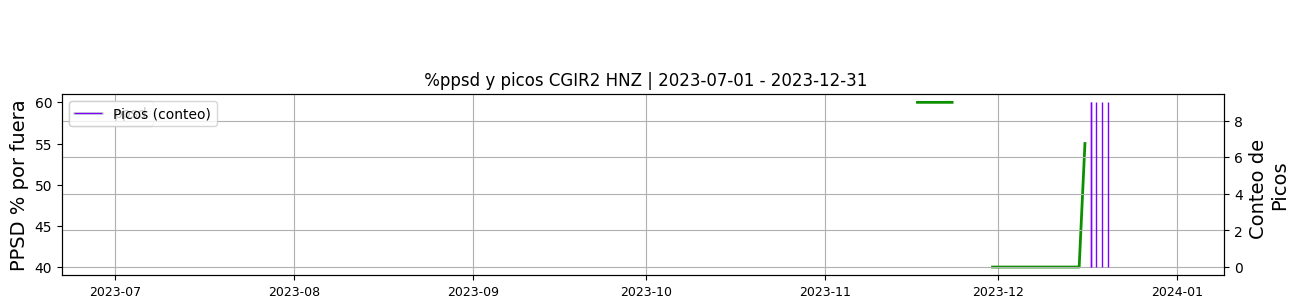 %ppsd y picos CGIR2 HNZ | 2023-07-01 - 2023-12-31
PPSD % por fuera
60
55
50
45
40
Picos (conteo)
8
6
4
2
0
Conteo de
Picos
2023-07 2023-08 2023-09 2023-10 2023-11 2023-12 2024-01